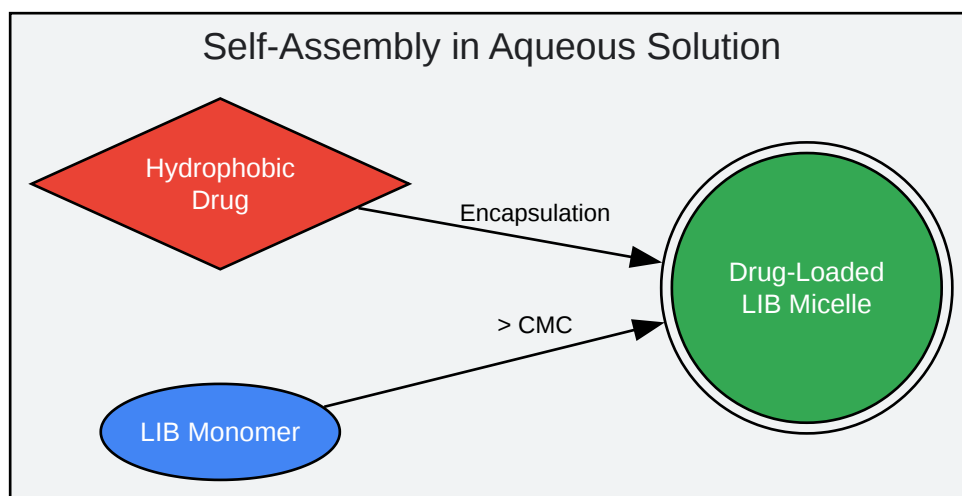 Self-Assembly in Aqueous Solution
Hydrophobic
Drug
Encapsulation
Drug-Loaded
LIB Micelle
> CMC
LIB Monomer